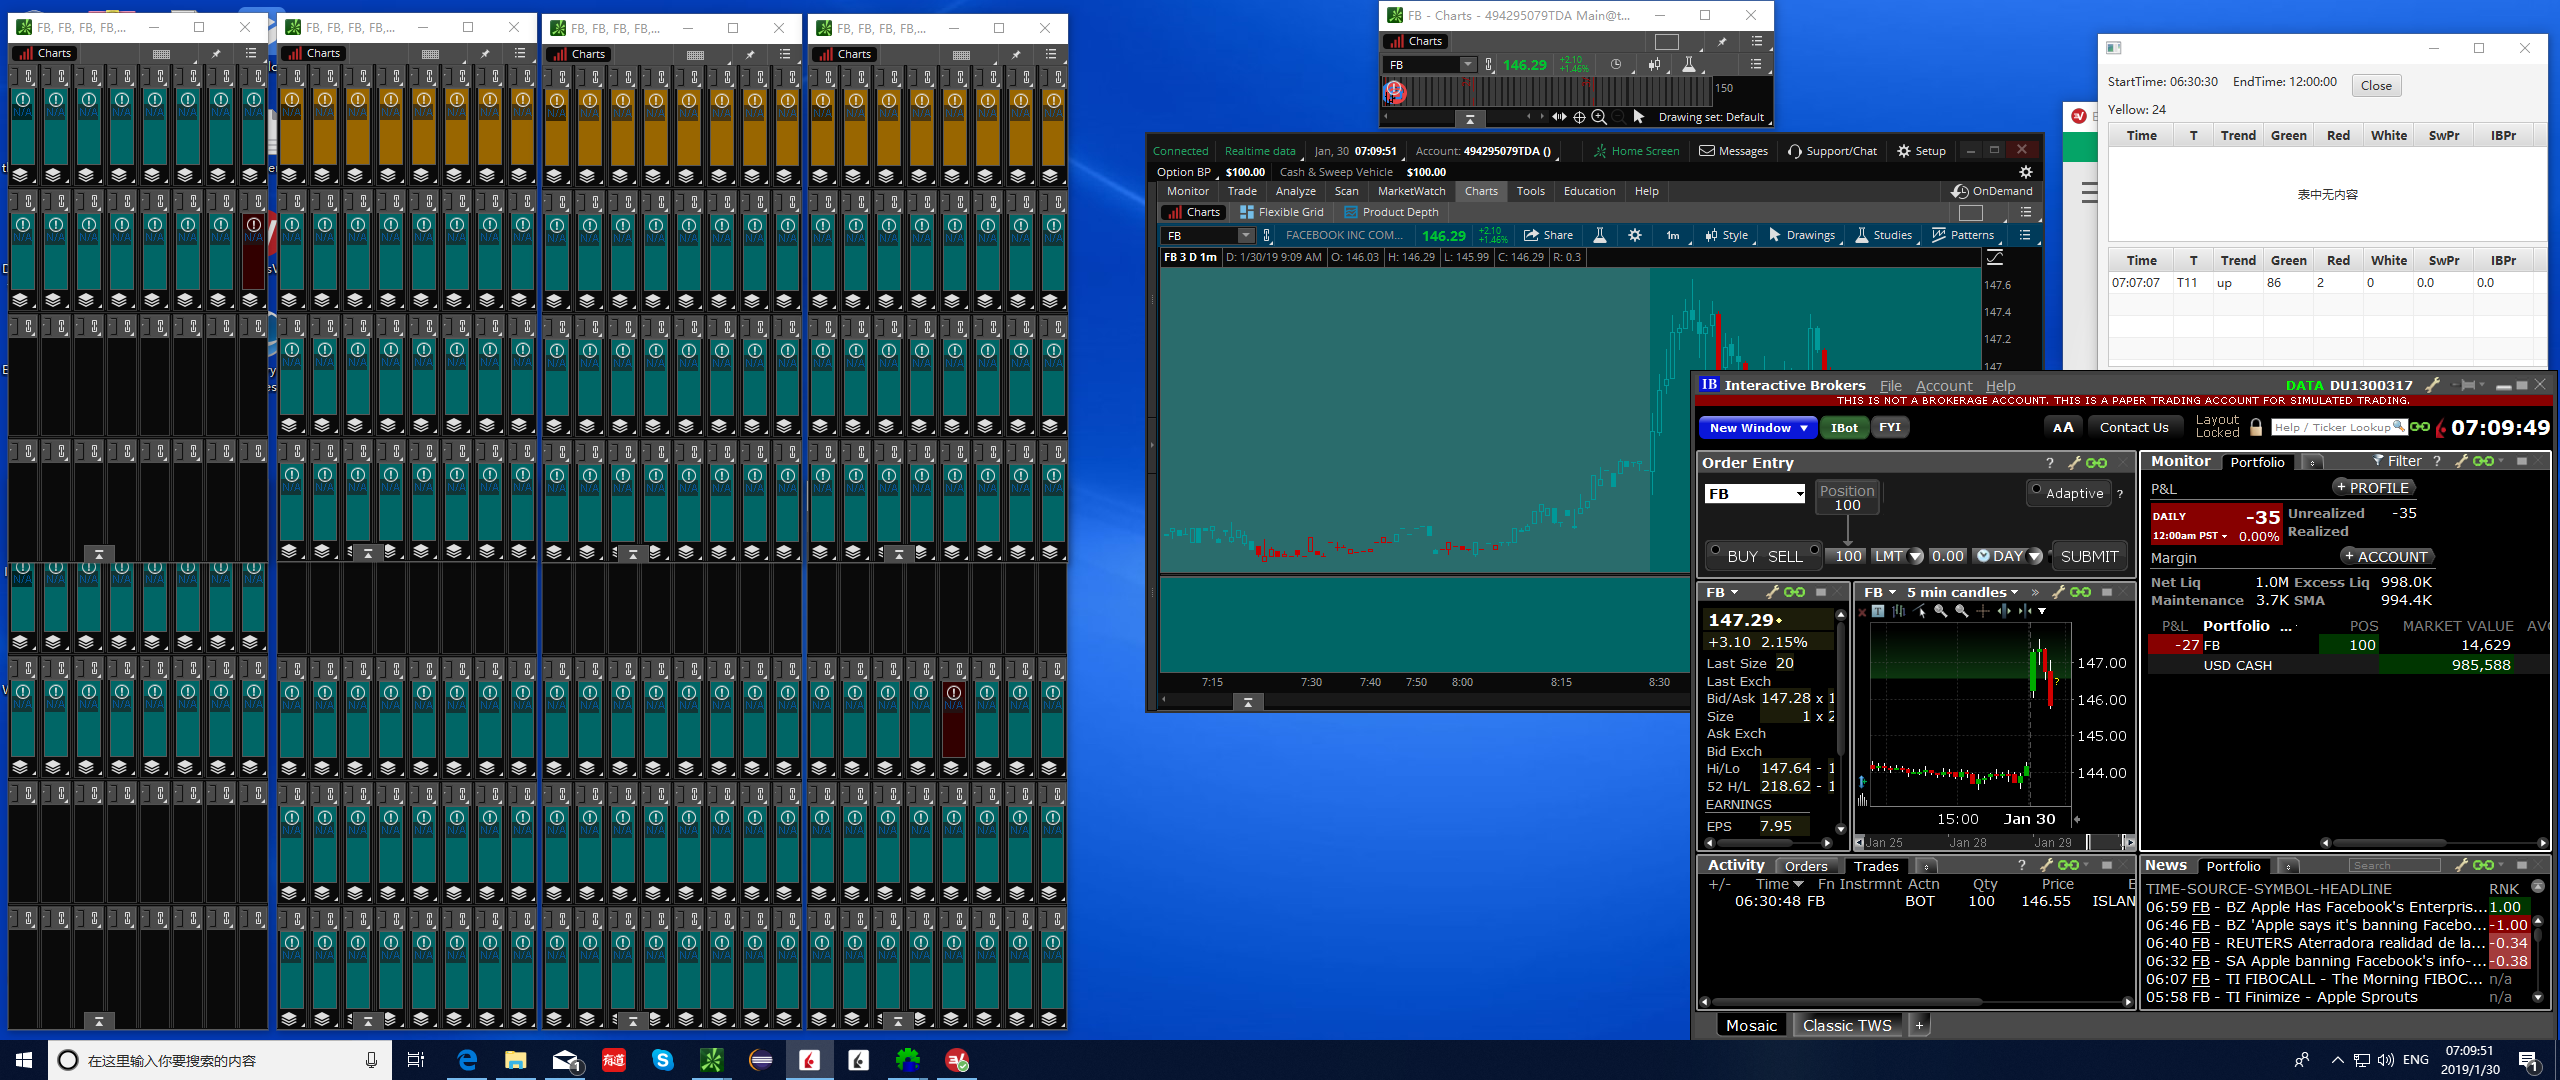 FB, FB, FB, FB,...
Charts
FB, FB, FB, FB,...
Charts
FB, FB, FB, FB,...
Charts
FB, FB, FB, FB,...
Charts
FB - Charts - 494295079TDA Main@t...
Charts
FB
146.29
+2.10
+1.46%
150
Drawing set: Default
Connected
Realtime data
Jan, 30 07:09:51
Account: 494295079TDA ()
Home Screen
Messages
Support/Chat
Setup
Option BP $100.00
Cash & Sweep Vehicle $100.00
Monitor Trade Analyze Scan MarketWatch Charts Tools Education Help
OnDemand
Charts Flexible Grid Product Depth
FB
FACEBOOK INC COM...
146.29
+2.10
+1.46%
Share
1m
Style
Drawings
Studies
Patterns
FB 3 D 1m D: 1/30/19 9:09 AM O: 146.03 H: 146.29 L: 145.99 C: 146.29 R: 0.3
147.6
147.4
147.2
147
7:15 7:30 7:40 7:50 8:00 8:15 8:30
StartTime: 06:30:30 EndTime: 12:00:00 Close
Yellow: 24
Time T Trend Green Red White SwPr IBPr
表中无内容
Time T Trend Green Red White SwPr IBPr
07:07:07 T11 up 86 2 0 0.0 0.0
IB Interactive Brokers File Account Help
DATA DU1300317
THIS IS NOT A BROKERAGE ACCOUNT. THIS IS A PAPER TRADING ACCOUNT FOR SIMULATED TRADING.
New Window IBot FYI
AA Contact Us
Layout
Locked
Help / Ticker Lookup
07:09:49
Order Entry
FB
Position
100
Adaptive ?
BUY SELL 100 LMT 0.00 DAY SUBMIT
Monitor Portfolio
Filter ?
P&L
+ PROFILE
DAILY -35
12:00am PST 0.00%
Unrealized -35
Realized
Margin
+ ACCOUNT
Net Liq 1.0M Excess Liq 998.0K
Maintenance 3.7K SMA 994.4K
P&L Portfolio ... POS MARKET VALUE AVG
-27 FB 100 14,629
USD CASH 985,588
FB
147.29
+3.10 2.15%
Last Size 20
Last Exch
Bid/Ask 147.28 x 1
Size 1 x 2
Ask Exch
Bid Exch
Hi/Lo 147.64 - 1
52 H/L 218.62 - 1
EARNINGS
EPS 7.95
FB 5 min candles
147.00
146.00
145.00
144.00
15:00 Jan 30
Jan 25 Jan 28 Jan 29
Activity Orders Trades
+/- Time Fn Instrmnt Actn Qty Price E
06:30:48 FB BOT 100 146.55 ISLAN
News Portfolio
Search
TIME-SOURCE-SYMBOL-HEADLINE RNK
06:59 FB - BZ Apple Has Facebook's Enterpris... 1.00
06:46 FB - BZ 'Apple says it's banning Facebo... -1.00
06:40 FB - REUTERS Aterradora realidad de la... -0.34
06:32 FB - SA Apple banning Facebook's info-... -0.38
06:07 FB - TI FIBOCALL - The Morning FIBOC... n/a
05:58 FB - TI Finimize - Apple Sprouts n/a
Mosaic Classic TWS +
在这里输入你要搜索的内容
有道
ENG
07:09:51
2019/1/30